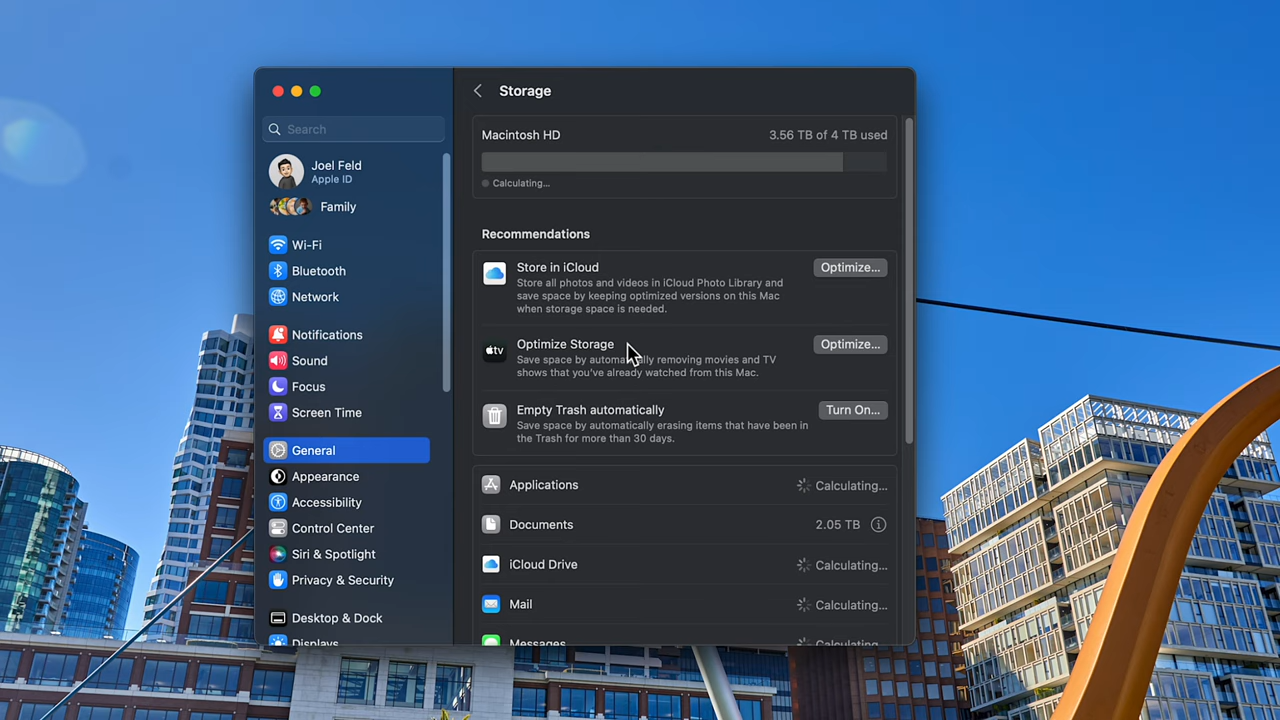 Storage
Search
Joel Feld
Apple ID
Family
Wi-Fi
Bluetooth
Network
Notifications
Sound
Focus
Screen Time
General
Appearance
Accessibility
Control Center
Siri & Spotlight
Privacy & Security
Desktop & Dock
Displays
Macintosh HD 3.56 TB of 4 TB used
Calculating...
Recommendations
Store in iCloud Optimize...
Store all photos and videos in iCloud Photo Library and
save space by keeping optimized versions on this Mac
when storage space is needed.
tv
Optimize Storage Optimize...
Save space by automatically removing movies and TV
shows that you've already watched from this Mac.
Empty Trash automatically Turn On...
Save space by automatically erasing items that have been in
the Trash for more than 30 days.
Applications Calculating...
Documents 2.05 TB
iCloud Drive Calculating...
Mail Calculating...
Messages Calculating...